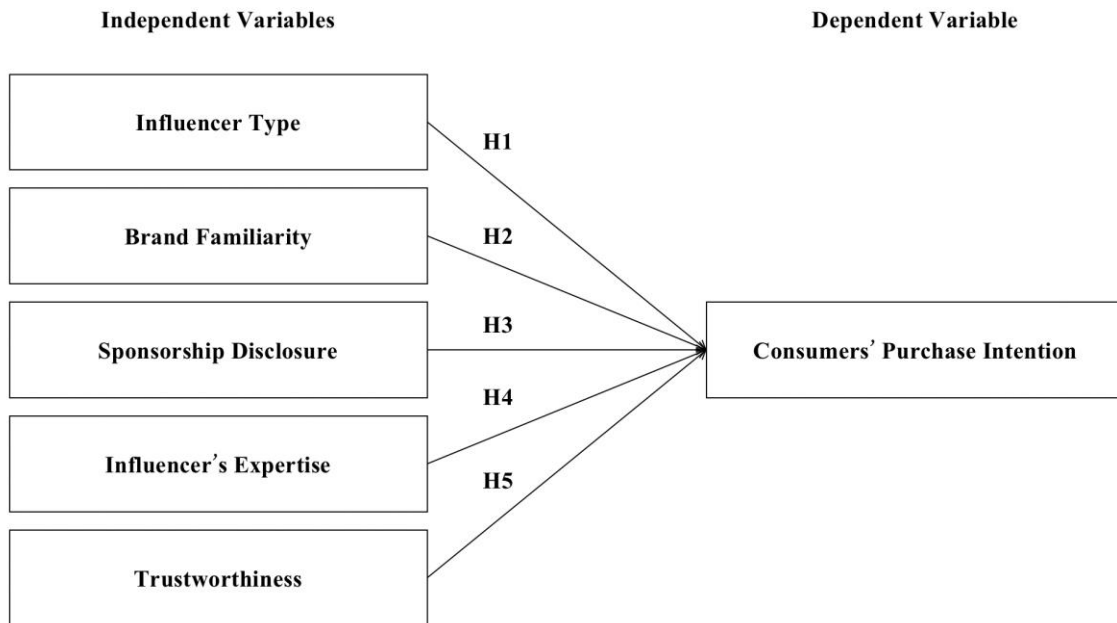 Independent Variables
Dependent Variable
Influencer Type
H1
Brand Familiarity
H2
Sponsorship Disclosure
H3
Consumers’ Purchase Intention
H4
Influencer’s Expertise
H5
Trustworthiness